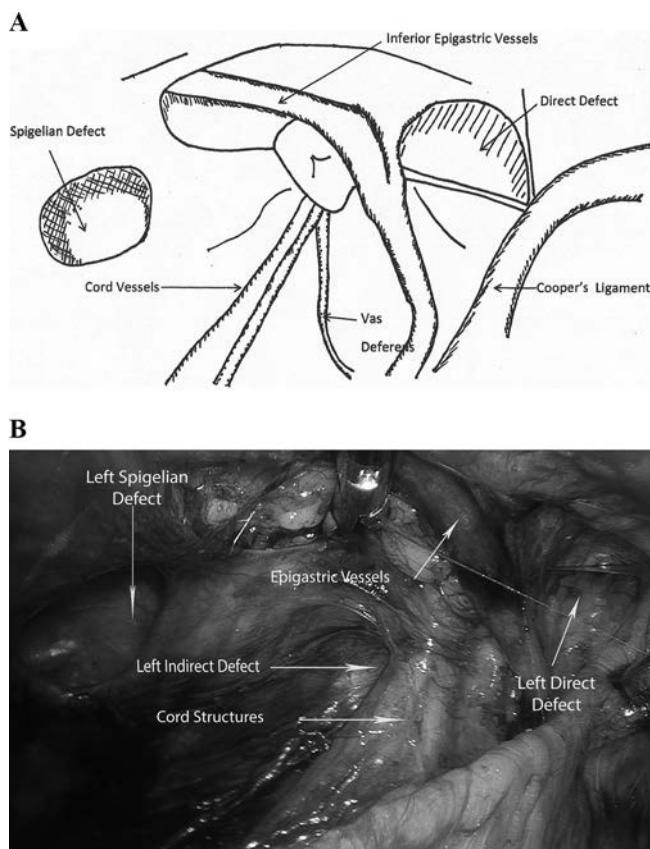 A
Inferior Epigastric Vessels
Direct Defect
Spigelian Defect
Cord Vessels
Cooper's Ligament
Vas
Deferens
B
Left Spigelian
Defect
Epigastric Vessels
Left Indirect Defect
Left Direct
Defect
Cord Structures